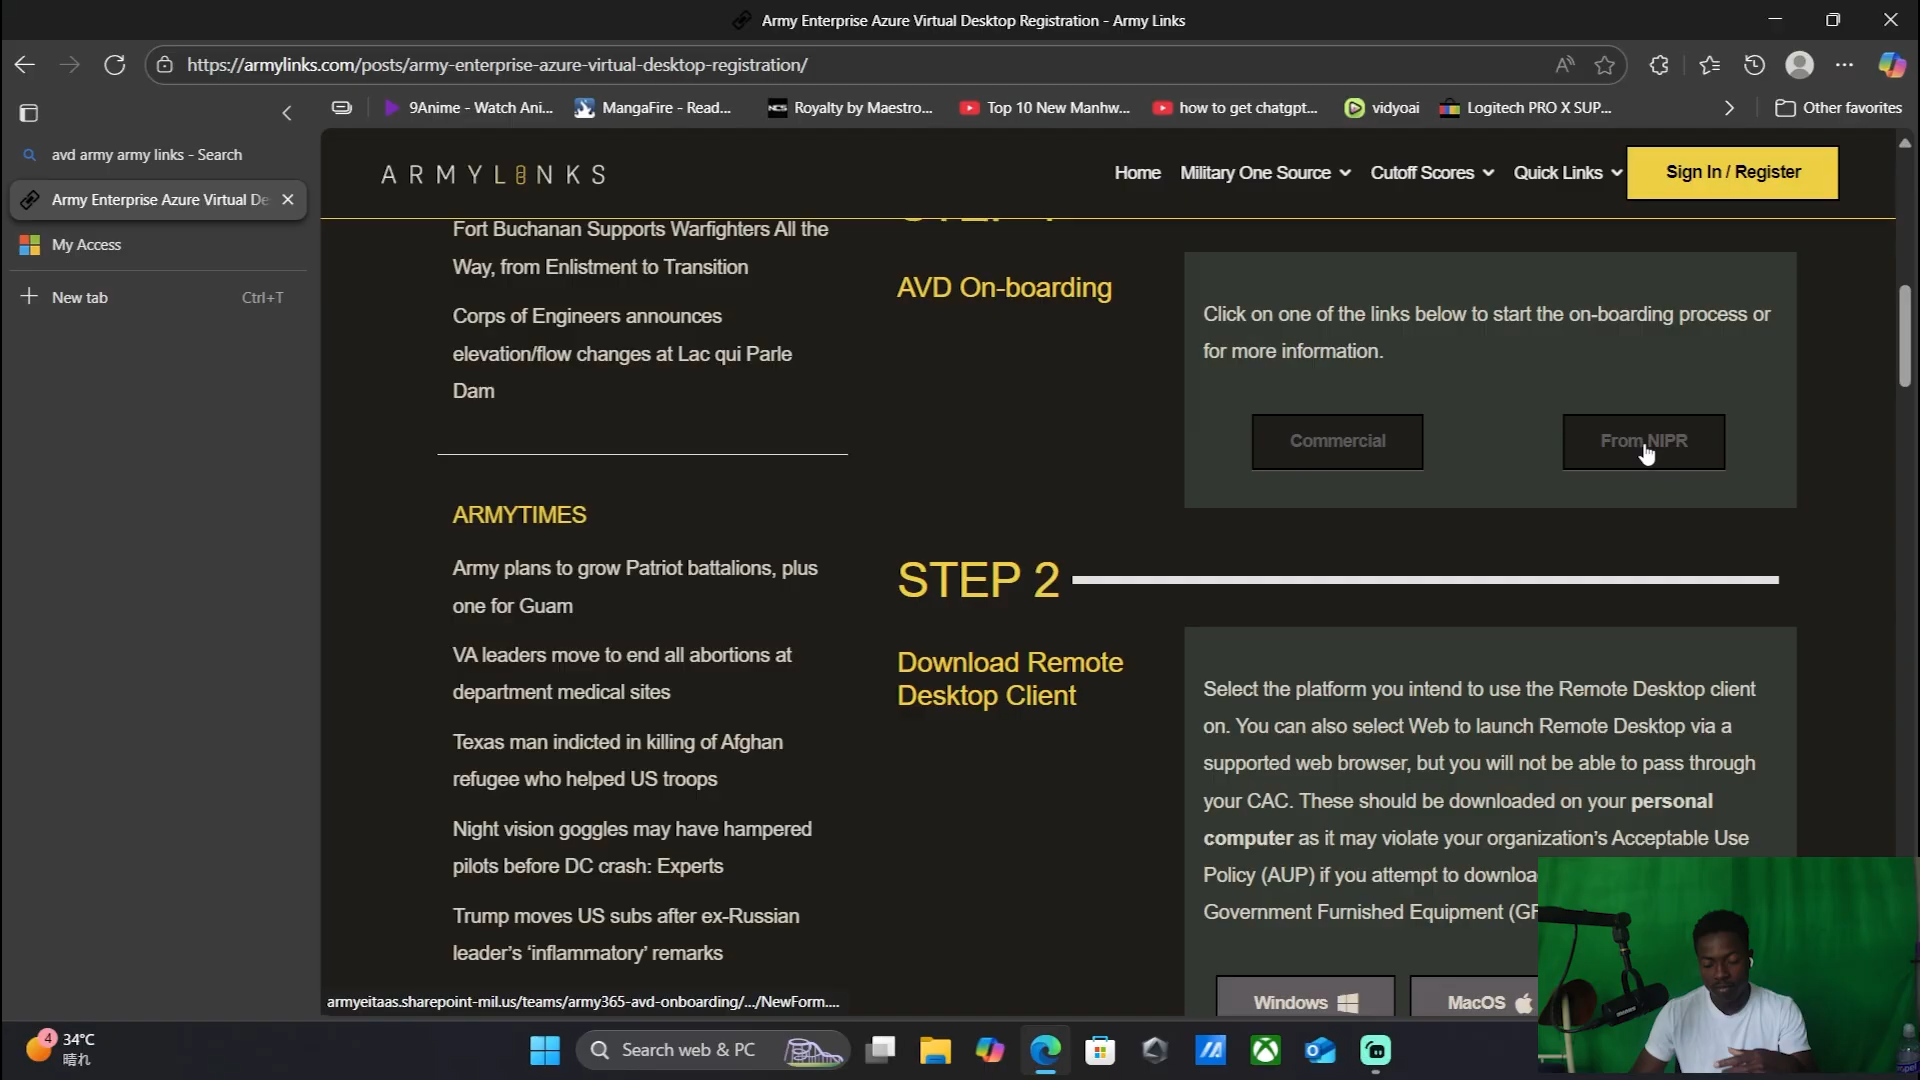 Army Enterprise Azure Virtual Desktop Registration - Army Links
https://armylinks.com/posts/army-enterprise-azure-virtual-desktop-registration/
9Anime - Watch Ani...
MangaFire - Read...
Royalty by Maestro...
Top 10 New Manhw...
how to get chatgpt...
vidyoai
Logitech PRO X SUP...
Other favorites
avd army army links - Search
Army Enterprise Azure Virtual De
My Access
New tab
Ctrl+T
ARMYLINKS
Home
Military One Source
Cutoff Scores
Quick Links
Sign In / Register
Fort Buchanan Supports Warfighters All the
Way, from Enlistment to Transition
Corps of Engineers announces
elevation/flow changes at Lac qui Parle
Dam
ARMYTIMES
Army plans to grow Patriot battalions, plus
one for Guam
VA leaders move to end all abortions at
department medical sites
Texas man indicted in killing of Afghan
refugee who helped US troops
Night vision goggles may have hampered
pilots before DC crash: Experts
Trump moves US subs after ex-Russian
leader's 'inflammatory' remarks
AVD On-boarding
Click on one of the links below to start the on-boarding process or
for more information.
Commercial
From NIPR
STEP 2
Download Remote
Desktop Client
Select the platform you intend to use the Remote Desktop client
on. You can also select Web to launch Remote Desktop via a
supported web browser, but you will not be able to pass through
your CAC. These should be downloaded on your personal
computer as it may violate your organization's Acceptable Use
Policy (AUP) if you attempt to downloa
Government Furnished Equipment (GF
Windows
MacOS
armyeitaas.sharepoint-mil.us/teams/army365-avd-onboarding/.../NewForm....
4
34°C
晴れ
Search web & PC